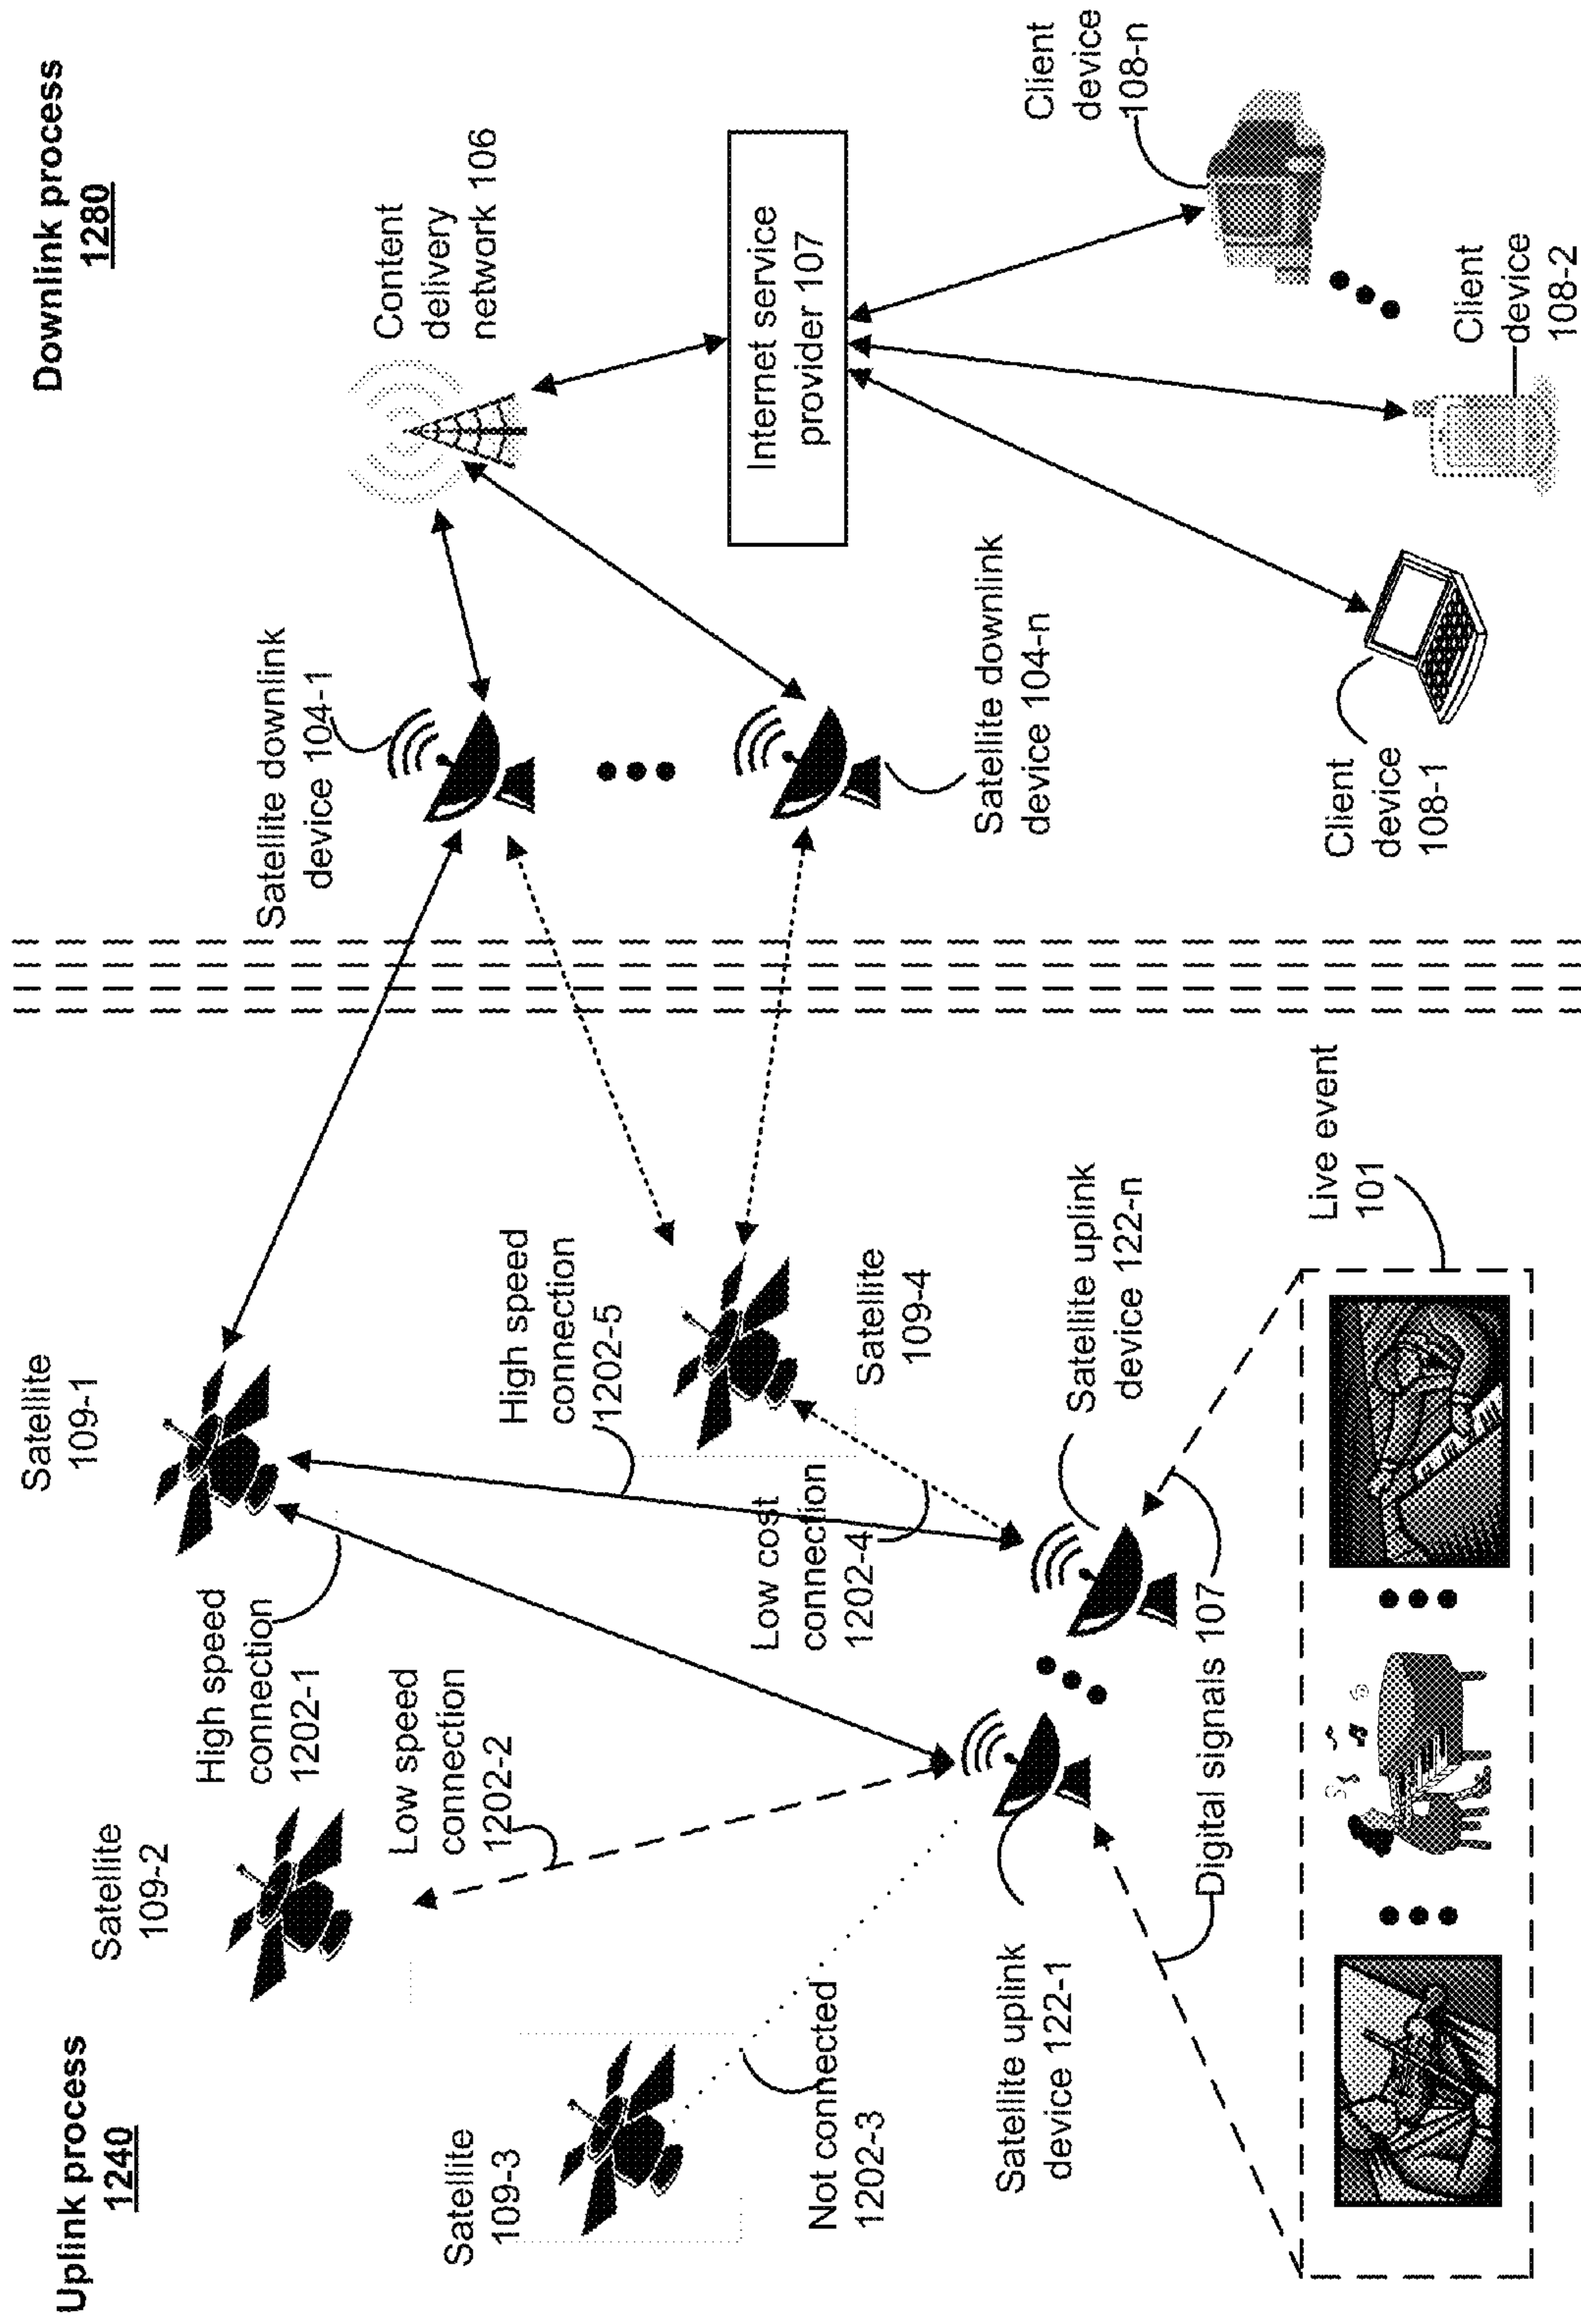 Uplink process
1240
Downlink process
1280
Satellite
109-1
Satellite
109-2
Satellite
109-3
Satellite
109-4
High speed
connection
1202-1
Low speed
connection
1202-2
Not connected
1202-3
Low cost
connection
1202-4
High speed
connection
1202-5
Satellite uplink
device 122-1
Satellite uplink
device 122-n
Digital signals 107
Live event
101
Satellite downlink
device 104-1
Satellite downlink
device 104-n
Content
delivery
network 106
Internet service
provider 107
Client
device
108-1
Client
device
108-2
Client
device
108-n